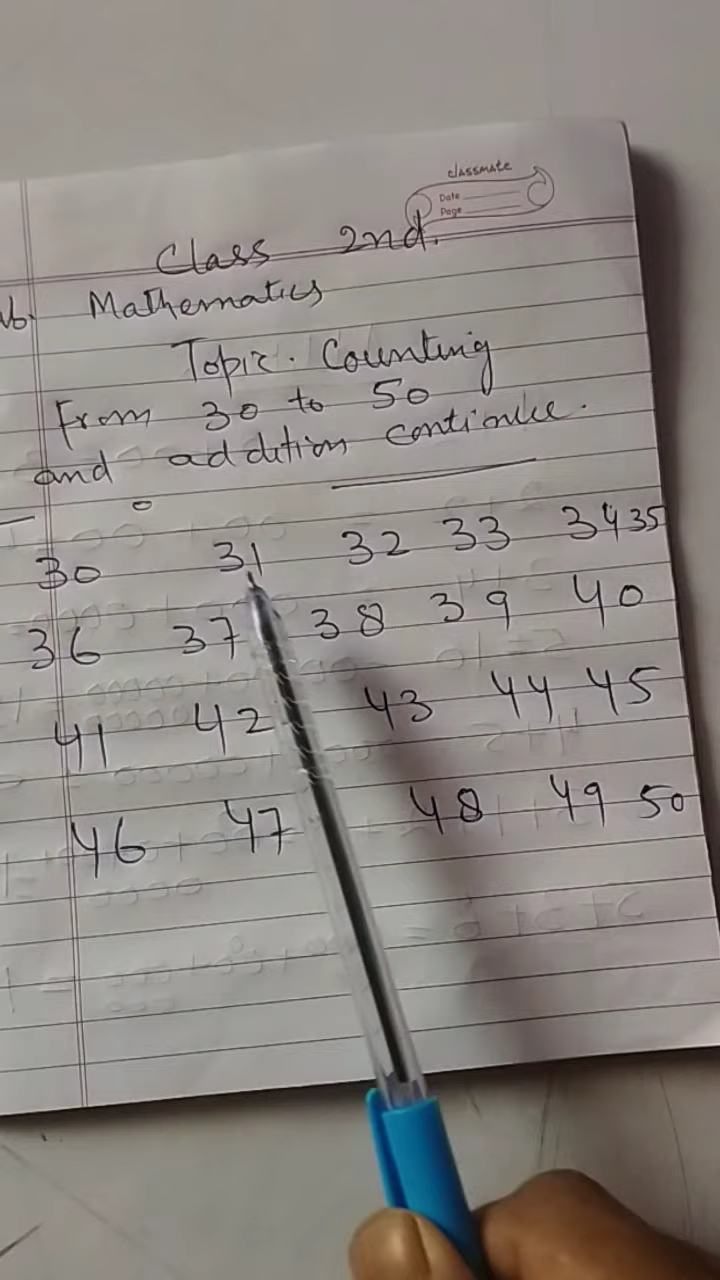 classmate
Date
Page
Class 2nd.
ub. Mathematics
Topic. Counting
From 30 to 50
and addition continue.
30 31 32 33 34 35
36 37 38 39 40
41 42 43 44 45
46 47 48 49 50